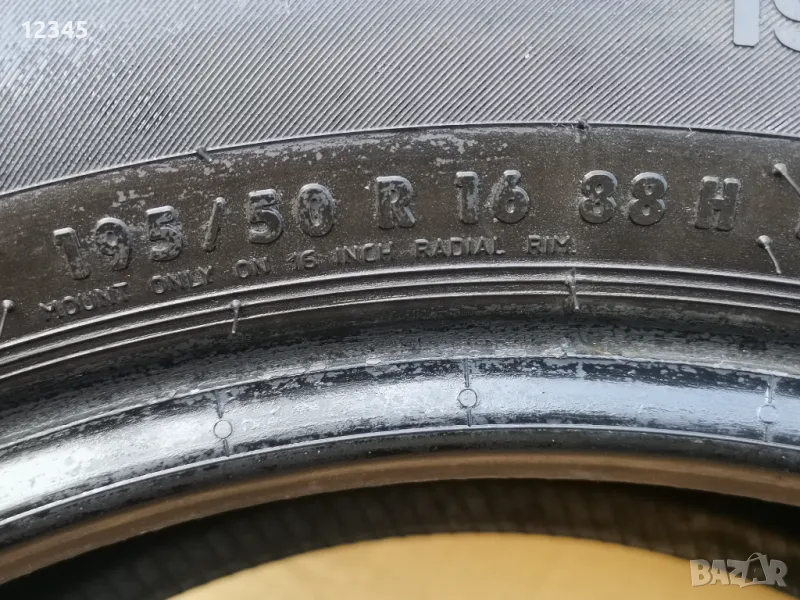 12345
195/50 R 16 88 H
MOUNT ONLY ON 16 INCH RADIAL RIM
BAZAR